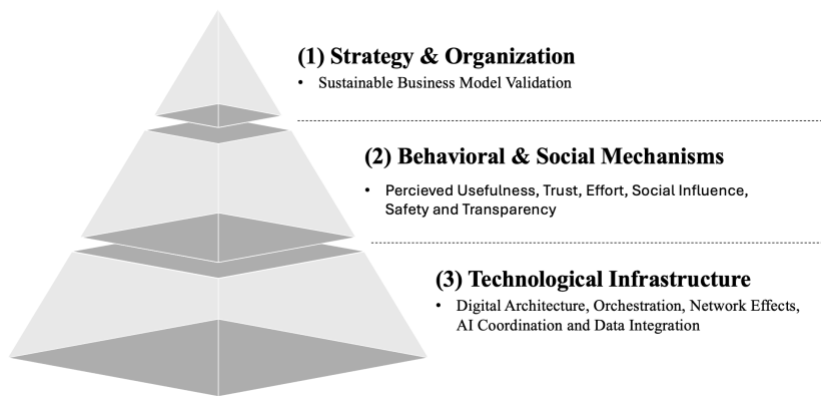 (1) Strategy & Organization
• Sustainable Business Model Validation
(2) Behavioral & Social Mechanisms
• Percieved Usefulness, Trust, Effort, Social Influence,
Safety and Transparency
(3) Technological Infrastructure
• Digital Architecture, Orchestration, Network Effects,
AI Coordination and Data Integration